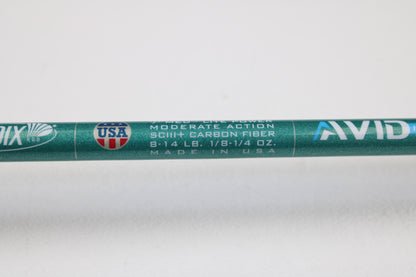 USA
MODERATE ACTION
SCIII+ CARBON FIBER
8-14 LB. 1/8-1/4 OZ.
MADE IN USA
AVID